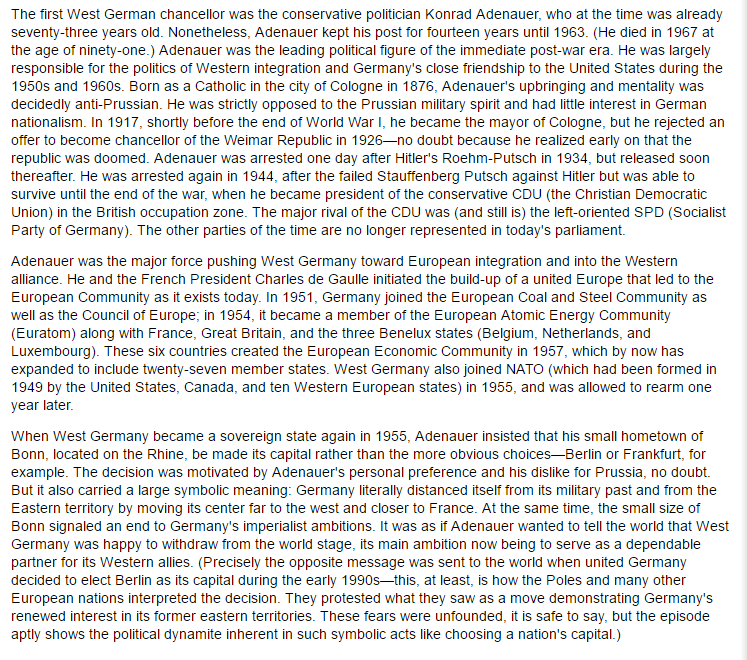 The first West German chancellor was the conservative politician Konrad Adenauer, who at the time was already
seventy-three years old. Nonetheless, Adenauer kept his post for fourteen years until 1963. (He died in 1967 at
the age of ninety-one.) Adenauer was the leading political figure of the immediate post-war era. He was largely
responsible for the politics of Western integration and Germany's close friendship to the United States during the
1950s and 1960s. Born as a Catholic in the city of Cologne in 1876, Adenauer's upbringing and mentality was
decidedly anti-Prussian. He was strictly opposed to the Prussian military spirit and had little interest in German
nationalism. In 1917, shortly before the end of World War I, he became the mayor of Cologne, but he rejected an
offer to become chancellor of the Weimar Republic in 1926—no doubt because he realized early on that the
republic was doomed. Adenauer was arrested one day after Hitler's Roehm-Putsch in 1934, but released soon
thereafter. He was arrested again in 1944, after the failed Stauffenberg Putsch against Hitler but was able to
survive until the end of the war, when he became president of the conservative CDU (the Christian Democratic
Union) in the British occupation zone. The major rival of the CDU was (and still is) the left-oriented SPD (Socialist
Party of Germany). The other parties of the time are no longer represented in today's parliament.
Adenauer was the major force pushing West Germany toward European integration and into the Western
alliance. He and the French President Charles de Gaulle initiated the build-up of a united Europe that led to the
European Community as it exists today. In 1951, Germany joined the European Coal and Steel Community as
well as the Council of Europe; in 1954, it became a member of the European Atomic Energy Community
(Euratom) along with France, Great Britain, and the three Benelux states (Belgium, Netherlands, and
Luxembourg). These six countries created the European Economic Community in 1957, which by now has
expanded to include twenty-seven member states. West Germany also joined NATO (which had been formed in
1949 by the United States, Canada, and ten Western European states) in 1955, and was allowed to rearm one
year later.
When West Germany became a sovereign state again in 1955, Adenauer insisted that his small hometown of
Bonn, located on the Rhine, be made its capital rather than the more obvious choices—Berlin or Frankfurt, for
example. The decision was motivated by Adenauer's personal preference and his dislike for Prussia, no doubt.
But it also carried a large symbolic meaning: Germany literally distanced itself from its military past and from the
Eastern territory by moving its center far to the west and closer to France. At the same time, the small size of
Bonn signaled an end to Germany's imperialist ambitions. It was as if Adenauer wanted to tell the world that West
Germany was happy to withdraw from the world stage, its main ambition now being to serve as a dependable
partner for its Western allies. (Precisely the opposite message was sent to the world when united Germany
decided to elect Berlin as its capital during the early 1990s—this, at least, is how the Poles and many other
European nations interpreted the decision. They protested what they saw as a move demonstrating Germany's
renewed interest in its former eastern territories. These fears were unfounded, it is safe to say, but the episode
aptly shows the political dynamite inherent in such symbolic acts like choosing a nation's capital.)